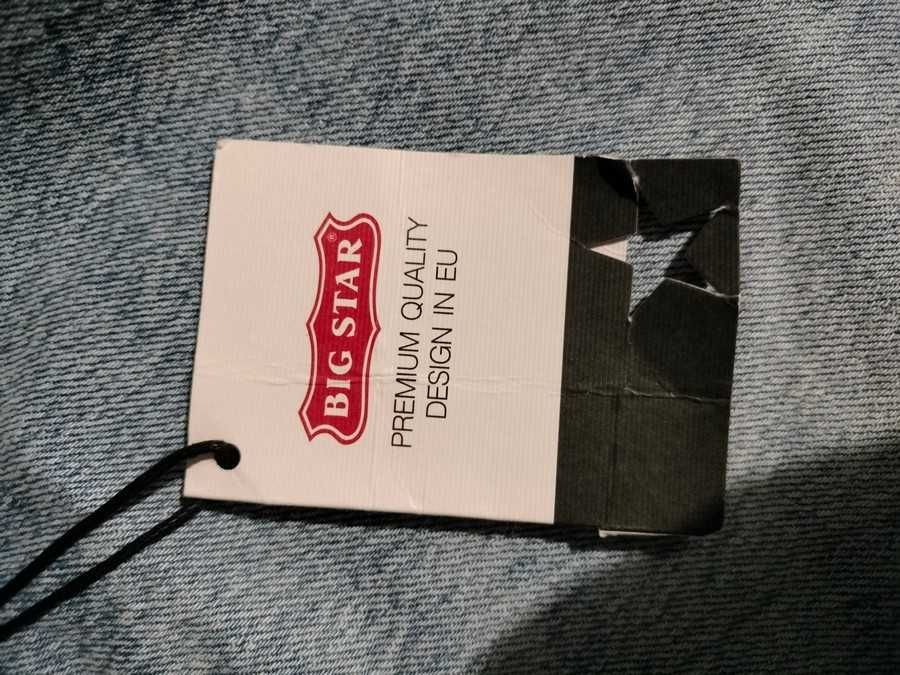 BIG STAR®
PREMIUM QUALITY
DESIGN IN EU